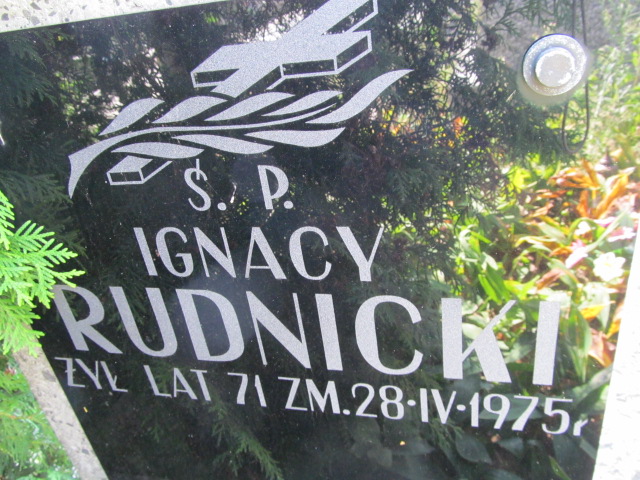 Ś. P.
IGNACY
RUDNICKI
ŻYŁ LAT 71 ZM. 28-IV-1975r